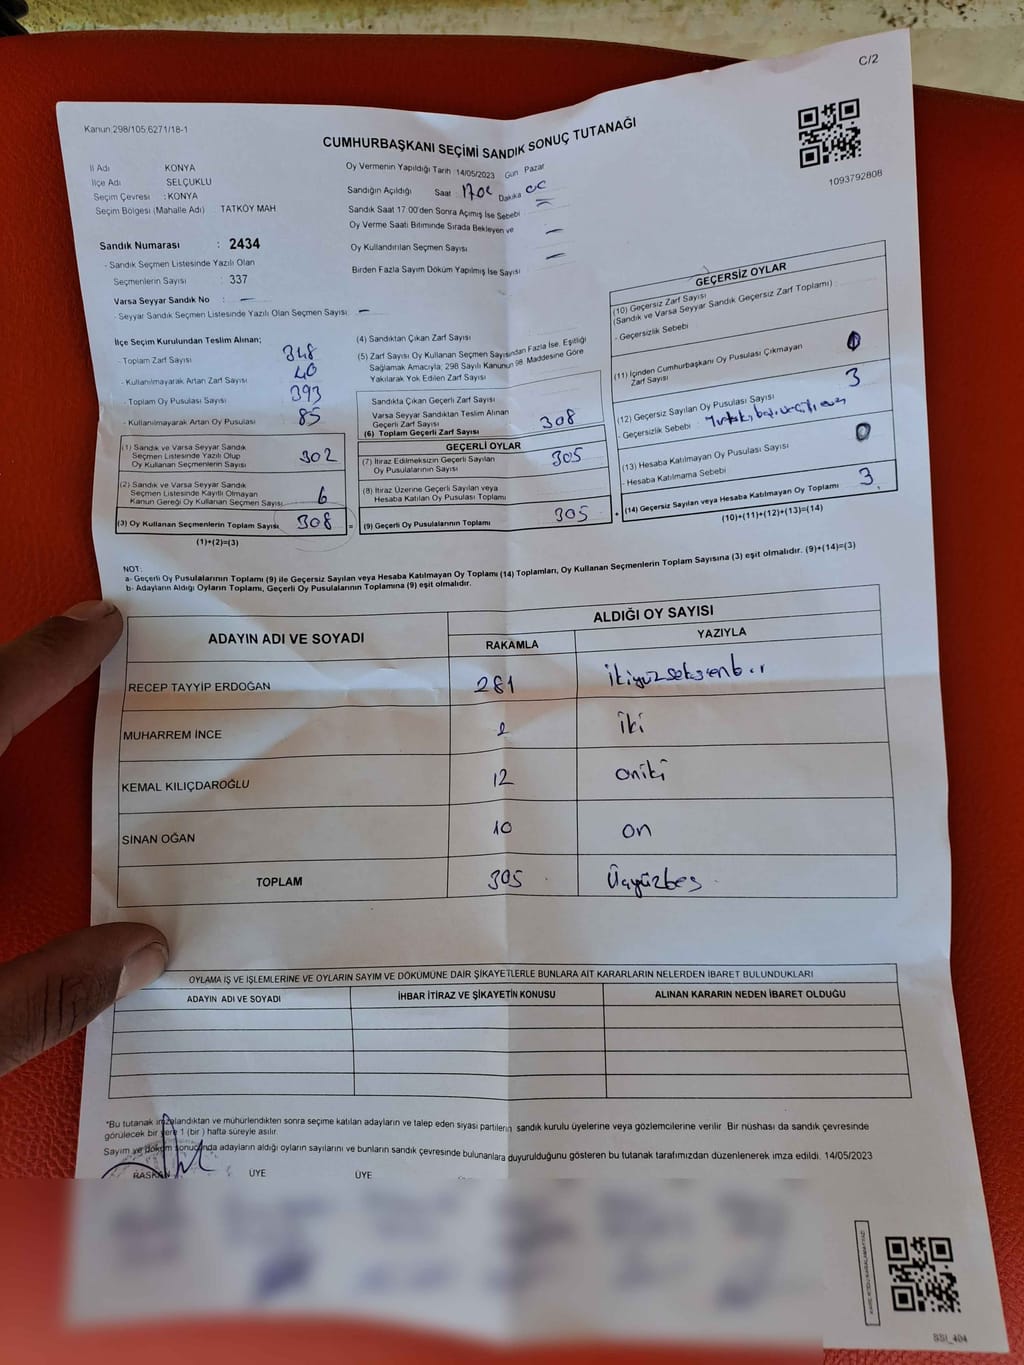 C/2
Kanun:298/105;6271/18-1
CUMHURBAŞKANI SEÇİMİ SANDIK SONUÇ TUTANAĞI
1093792808
İl Adı KONYA
İlçe Adı SELÇUKLU
Seçim Çevresi : KONYA
Seçim Bölgesi (Mahalle Adı) TATKÖY MAH
Sandık Numarası : 2434
- Sandık Seçmen Listesinde Yazılı Olan
Seçmenlerin Sayısı : 337
Varsa Seyyar Sandık No : –
- Seyyar Sandık Seçmen Listesinde Yazılı Olan Seçmen Sayısı: –
Oy Vermenin Yapıldığı Tarih 14/05/2023 Gün Pazar
Sandığın Açıldığı Saat Dakika
Sandık Saat 17.00'den Sonra Açımış İse Sebebi –
Oy Verme Saati Bitiminde Sırada Bekleyen ve
Oy Kullandırılan Seçmen Sayısı –
Birden Fazla Sayım Döküm Yapılmış İse Sayısı –
İlçe Seçim Kurulundan Teslim Alınan;
- Toplam Zarf Sayısı 348
- Kullanılmayarak Artan Zarf Sayısı 40
- Toplam Oy Pusulası Sayısı 393
- Kullanılmayarak Artan Oy Pusulası 85
(1) Sandık ve Varsa Seyyar Sandık
Seçmen Listesinde Yazılı Olup
Oy Kullanan Seçmenlerin Sayısı 302
(2) Sandık ve Varsa Seyyar Sandık
Seçmen Listesinde Kayıtlı Olmayan
Kanun Gereği Oy Kullanan Seçmen Sayısı 6
(3) Oy Kullanan Seçmenlerin Toplam Sayısı 308 =
(1)+(2)=(3)
(4) Sandıktan Çıkan Zarf Sayısı
(5) Zarf Sayısı Oy Kullanan Seçmen Sayısından Fazla İse, Eşitliği
Sağlamak Amacıyla; 298 Sayılı Kanunun 98. Maddesine Göre
Yakılarak Yok Edilen Zarf Sayısı
Sandıkta Çıkan Geçerli Zarf Sayısı
Varsa Seyyar Sandıktan Teslim Alınan
Geçerli Zarf Sayısı
(6) Toplam Geçerli Zarf Sayısı 308
GEÇERLİ OYLAR
(7) İtiraz Edilmeksizin Geçerli Sayılan
Oy Pusulalarının Sayısı 305
(8) İtiraz Üzerine Geçerli Sayılan veya
Hesaba Katılan Oy Pusulası Toplamı
(9) Geçerli Oy Pusulalarının Toplamı 305 +
GEÇERSİZ OYLAR
(10) Geçersiz Zarf Sayısı
(Sandık ve Varsa Seyyar Sandık Geçersiz Zarf Toplamı) :
- Geçersizlik Sebebi
(11) İçinden Cumhurbaşkanı Oy Pusulası Çıkmayan
Zarf Sayısı 0
(12) Geçersiz Sayılan Oy Pusulası Sayısı 3
- Geçersizlik Sebebi :
(13) Hesaba Katılmayan Oy Pusulası Sayısı 0
- Hesaba Katılmama Sebebi
(14) Geçersiz Sayılan veya Hesaba Katılmayan Oy Toplamı 3
(10)+(11)+(12)+(13)=(14)
NOT:
a- Geçerli Oy Pusulalarının Toplamı (9) ile Geçersiz Sayılan veya Hesaba Katılmayan Oy Toplamı (14) Toplamları, Oy Kullanan Seçmenlerin Toplam Sayısına (3) eşit olmalıdır. (9)+(14)=(3)
b- Adayların Aldığı Oyların Toplamı, Geçerli Oy Pusulalarının Toplamına (9) eşit olmalıdır.
ADAYIN ADI VE SOYADI
ALDIĞI OY SAYISI
RAKAMLA YAZIYLA
RECEP TAYYİP ERDOĞAN 281 ikiyüzseksenbir
MUHARREM İNCE 2 iki
KEMAL KILIÇDAROĞLU 12 oniki
SİNAN OĞAN 10 on
TOPLAM 305 Üçyüzbeş
OYLAMA İŞ VE İŞLEMLERİNE VE OYLARIN SAYIM VE DÖKÜMÜNE DAİR ŞİKAYETLERLE BUNLARA AİT KARARLARIN NELERDEN İBARET BULUNDUKLARI
ADAYIN ADI VE SOYADI İHBAR İTİRAZ VE ŞİKAYETİN KONUSU ALINAN KARARIN NEDEN İBARET OLDUĞU
*Bu tutanak imzalandıktan ve mühürlendikten sonra seçime katılan adayların ve talep eden siyasi partilerin sandık kurulu üyelerine veya gözlemcilerine verilir. Bir nüshası da sandık çevresinde
görülecek bir yere 1 (bir ) hafta süreyle asılır.
Sayım ve döküm sonucunda adayların aldığı oyların sayılarını ve bunların sandık çevresinde bulunanlara duyurulduğunu gösteren bu tutanak tarafımızdan düzenlenerek imza edildi. 14/05/2023
BAŞKAN ÜYE ÜYE
SSI_404